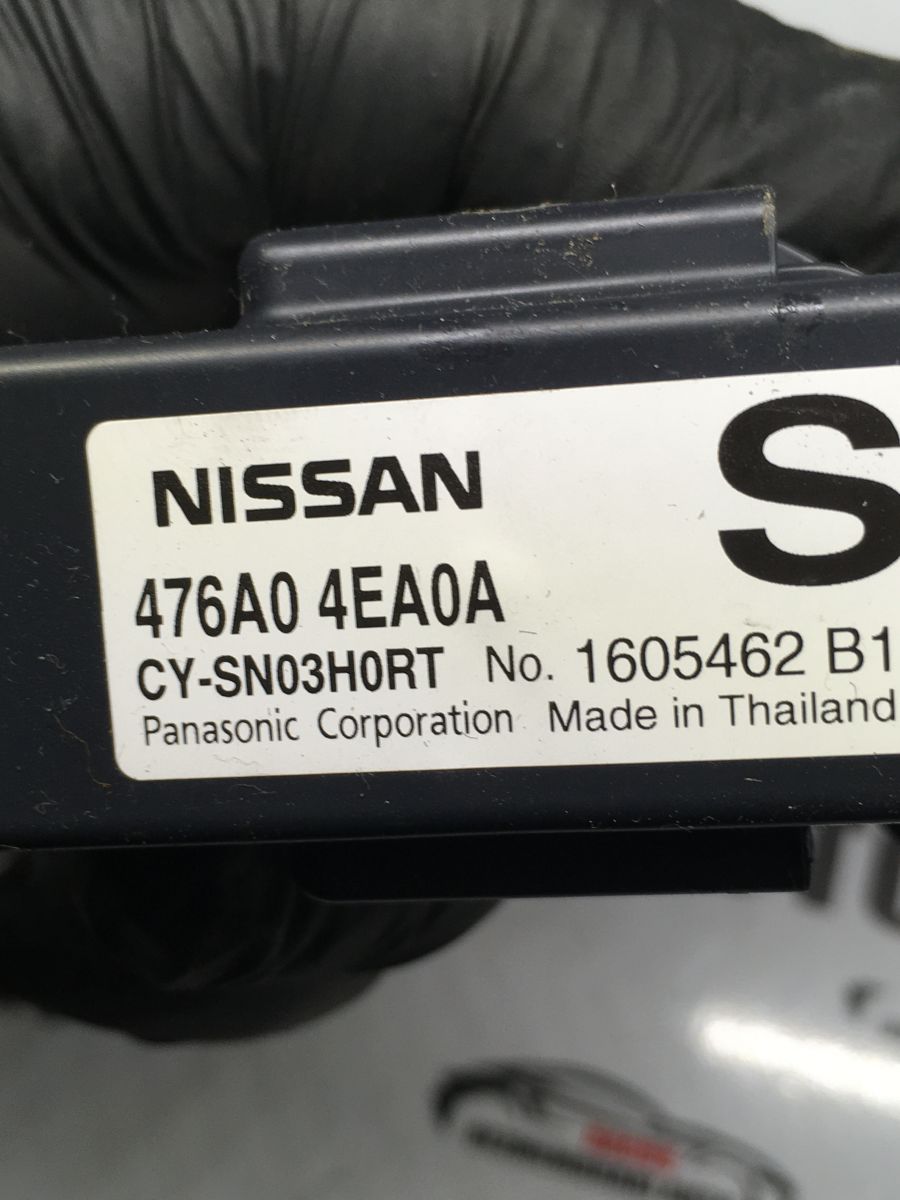 NISSAN
S
476A0 4EA0A
CY-SN03H0RT No. 1605462 B1
Panasonic Corporation Made in Thailand